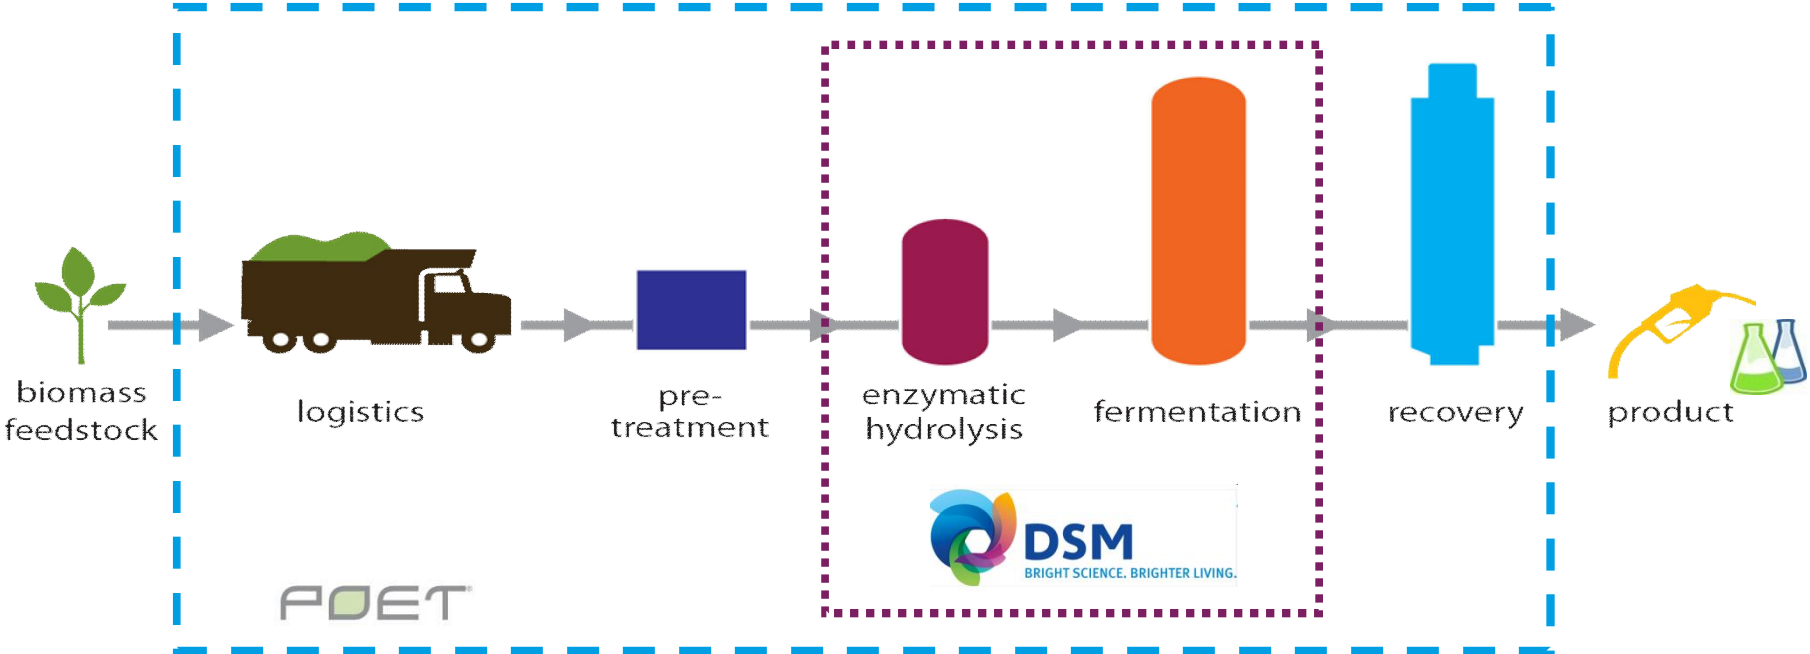 biomass
feedstock
logistics
pre-
treatment
enzymatic
hydrolysis
fermentation
recovery
product
POET
DSM
BRIGHT SCIENCE. BRIGHTER LIVING.